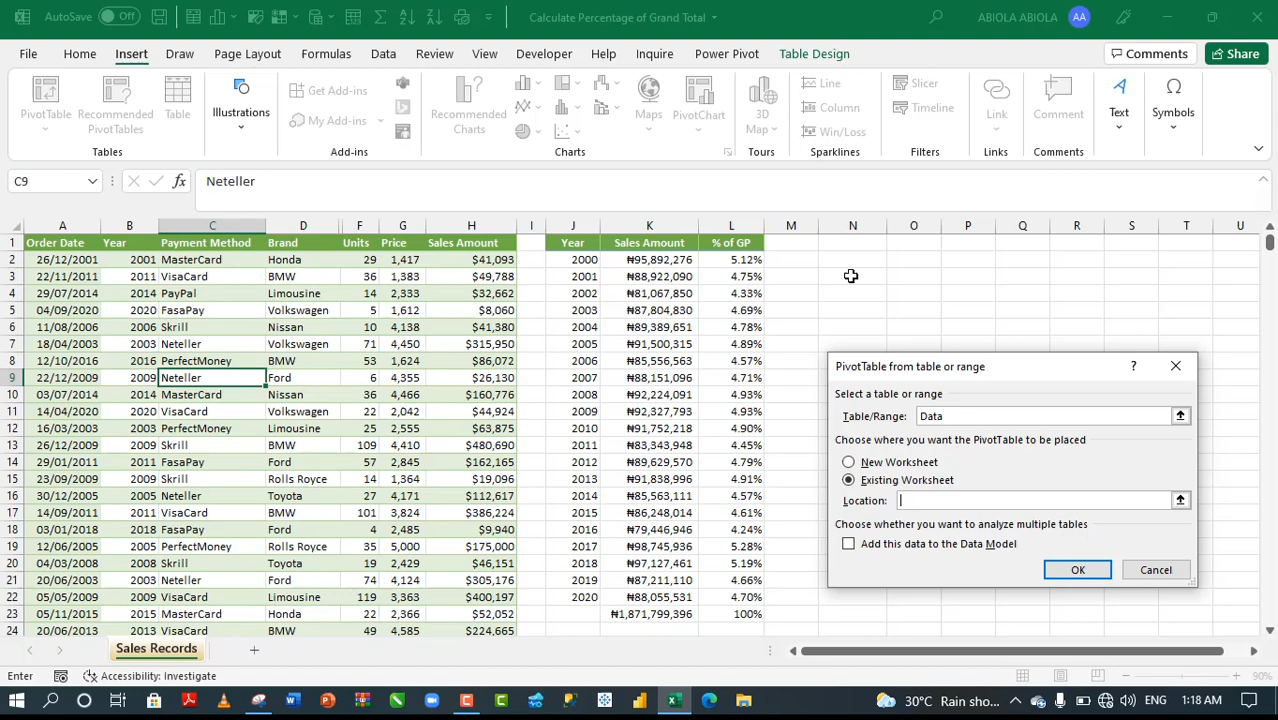 AutoSave Off Calculate Percentage of Grand Total ABIOLA ABIOLA AA
File Home Insert Draw Page Layout Formulas Data Review View Developer Help Inquire Power Pivot Table Design Comments Share
PivotTable Recommended PivotTables Table Illustrations Get Add-ins My Add-ins Recommended Charts Maps PivotChart 3D Map Line Column Win/Loss Slicer Timeline Link Comment Text Symbols
Tables Add-ins Charts Tours Sparklines Filters Links Comments
C9 fx Neteller
A B C D F G H I J K L M N O P Q R S T U
1 Order Date Year Payment Method Brand Units Price Sales Amount Year Sales Amount % of GP
2 26/12/2001 2001 MasterCard Honda 29 1,417 $41,093 2000 ₦95,892,276 5.12%
3 22/11/2011 2011 VisaCard BMW 36 1,383 $49,788 2001 ₦88,922,090 4.75%
4 29/07/2014 2014 PayPal Limousine 14 2,333 $32,662 2002 ₦81,067,850 4.33%
5 04/09/2020 2020 FasaPay Volkswagen 5 1,612 $8,060 2003 ₦87,804,830 4.69%
6 11/08/2006 2006 Skrill Nissan 10 4,138 $41,380 2004 ₦89,389,651 4.78%
7 18/04/2003 2003 Neteller Volkswagen 71 4,450 $315,950 2005 ₦91,500,315 4.89%
8 12/10/2016 2016 PerfectMoney BMW 53 1,624 $86,072 2006 ₦85,556,563 4.57%
9 22/12/2009 2009 Neteller Ford 6 4,355 $26,130 2007 ₦88,151,096 4.71%
10 03/07/2014 2014 MasterCard Nissan 36 4,466 $160,776 2008 ₦92,224,091 4.93%
11 14/04/2020 2020 VisaCard Volkswagen 22 2,042 $44,924 2009 ₦92,327,793 4.93%
12 16/03/2003 2003 PerfectMoney Limousine 25 2,555 $63,875 2010 ₦91,752,218 4.90%
13 26/12/2009 2009 Skrill BMW 109 4,410 $480,690 2011 ₦83,343,948 4.45%
14 29/01/2011 2011 FasaPay Ford 57 2,845 $162,165 2012 ₦89,629,570 4.79%
15 23/09/2009 2009 Skrill Rolls Royce 14 1,364 $19,096 2013 ₦91,838,996 4.91%
16 30/12/2005 2005 Neteller Toyota 27 4,171 $112,617 2014 ₦85,563,111 4.57%
17 14/09/2011 2011 VisaCard BMW 101 3,824 $386,224 2015 ₦86,248,014 4.61%
18 03/01/2018 2018 FasaPay Ford 4 2,485 $9,940 2016 ₦79,446,946 4.24%
19 12/06/2005 2005 PerfectMoney Rolls Royce 35 5,000 $175,000 2017 ₦98,745,936 5.28%
20 04/03/2008 2008 Skrill Toyota 19 2,429 $46,151 2018 ₦97,127,461 5.19%
21 20/06/2003 2003 Neteller Ford 74 4,124 $305,176 2019 ₦87,211,110 4.66%
22 05/05/2009 2009 VisaCard Limousine 119 3,363 $400,197 2020 ₦88,055,531 4.70%
23 05/11/2015 2015 MasterCard Honda 22 2,366 $52,052 ₦1,871,799,396 100%
24 20/06/2013 2013 VisaCard BMW 49 4,585 $224,665
PivotTable from table or range ?
Select a table or range
Table/Range: Data
Choose where you want the PivotTable to be placed
New Worksheet
Existing Worksheet
Location:
Choose whether you want to analyze multiple tables
Add this data to the Data Model
OK Cancel
Sales Records
Enter Accessibility: Investigate 90%
30°C Rain sho... ENG 1:18 AM